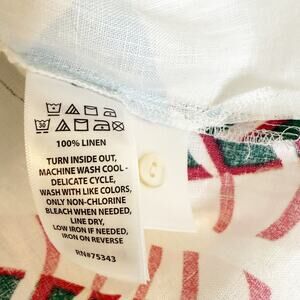 100% LINEN
TURN INSIDE OUT,
MACHINE WASH COOL-
DELICATE CYCLE,
WASH WITH LIKE COLORS,
ONLY NON-CHLORINE
BLEACH WHEN NEEDED,
LINE DRY,
LOW IRON IF NEEDED,
IRON ON REVERSE
RN#75343